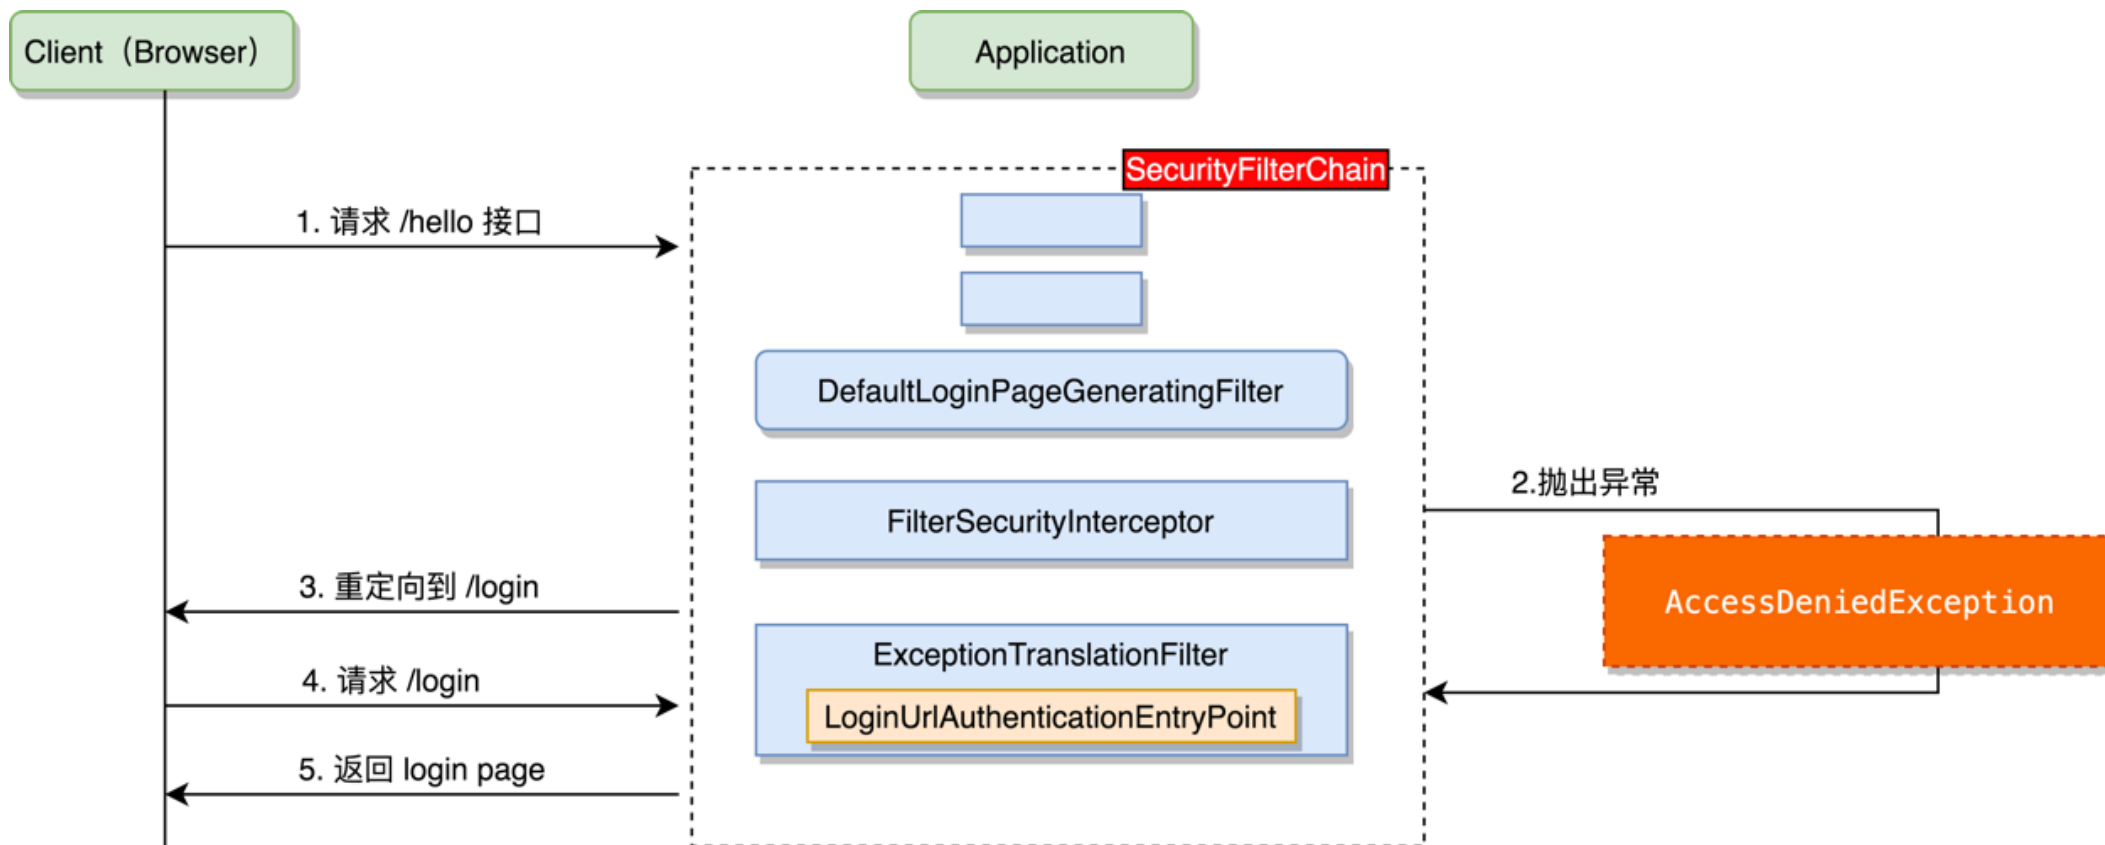 Client（Browser）
Application
SecurityFilterChain
1. 请求 /hello 接口
DefaultLoginPageGeneratingFilter
2.抛出异常
FilterSecurityInterceptor
3. 重定向到 /login
AccessDeniedException
ExceptionTranslationFilter
4. 请求 /login
LoginUrlAuthenticationEntryPoint
5. 返回 login page